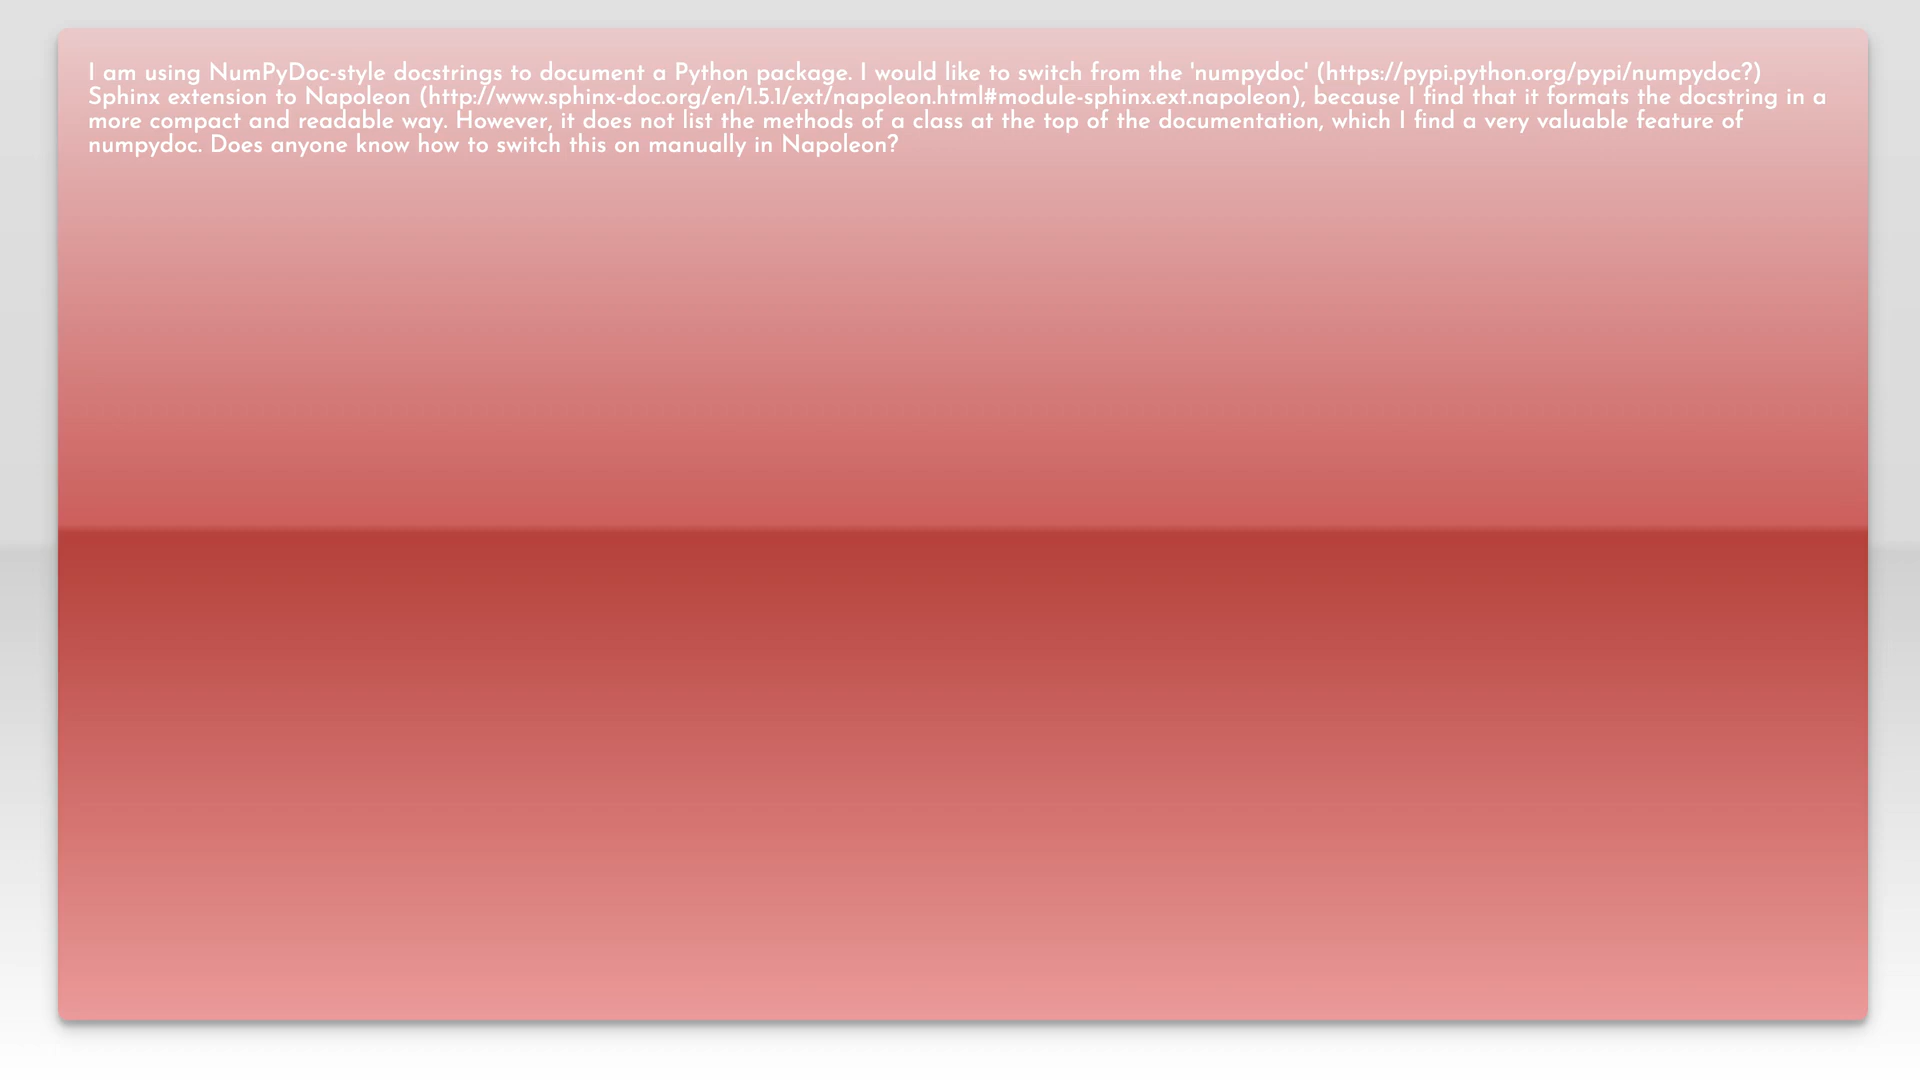 I am using NumPyDoc-style docstrings to document a Python package. I would like to switch from the 'numpydoc' (https://pypi.python.org/pypi/numpydoc?)
Sphinx extension to Napoleon (http://www.sphinx-doc.org/en/1.5.1/ext/napoleon.html#module-sphinx.ext.napoleon), because I find that it formats the docstring in a
more compact and readable way. However, it does not list the methods of a class at the top of the documentation, which I find a very valuable feature of
numpydoc. Does anyone know how to switch this on manually in Napoleon?